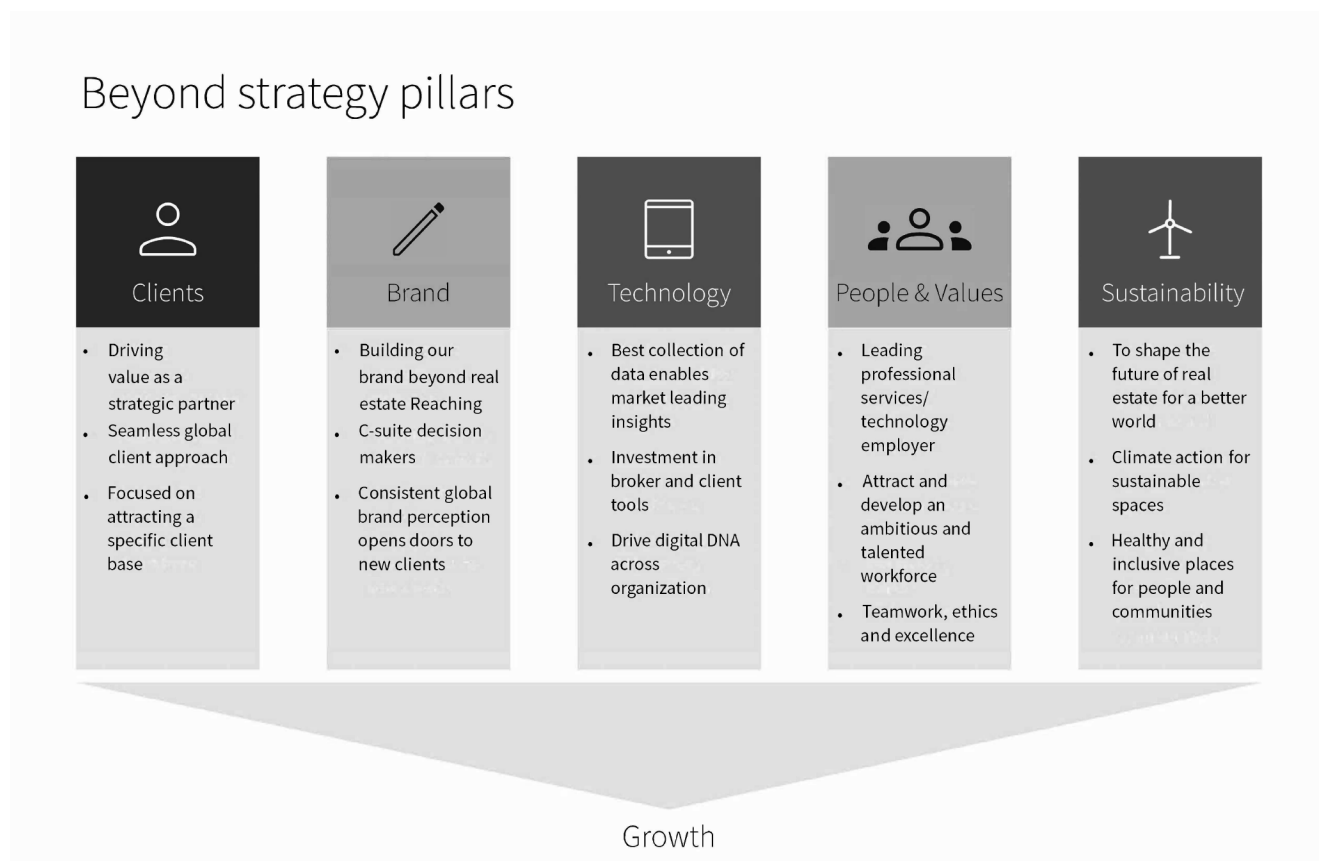 Beyond strategy pillars
Clients
• Driving
value as a
strategic partner
• Seamless global
client approach
• Focused on
attracting a
specific client
base
Brand
• Building our
brand beyond real
estate Reaching
• C-suite decision
makers
• Consistent global
brand perception
opens doors to
new clients
Technology
• Best collection of
data enables
market leading
insights
• Investment in
broker and client
tools
• Drive digital DNA
across
organization
People & Values
• Leading
professional
services/
technology
employer
• Attract and
develop an
ambitious and
talented
workforce
• Teamwork, ethics
and excellence
Sustainability
• To shape the
future of real
estate for a better
world
• Climate action for
sustainable
spaces
• Healthy and
inclusive places
for people and
communities
Growth